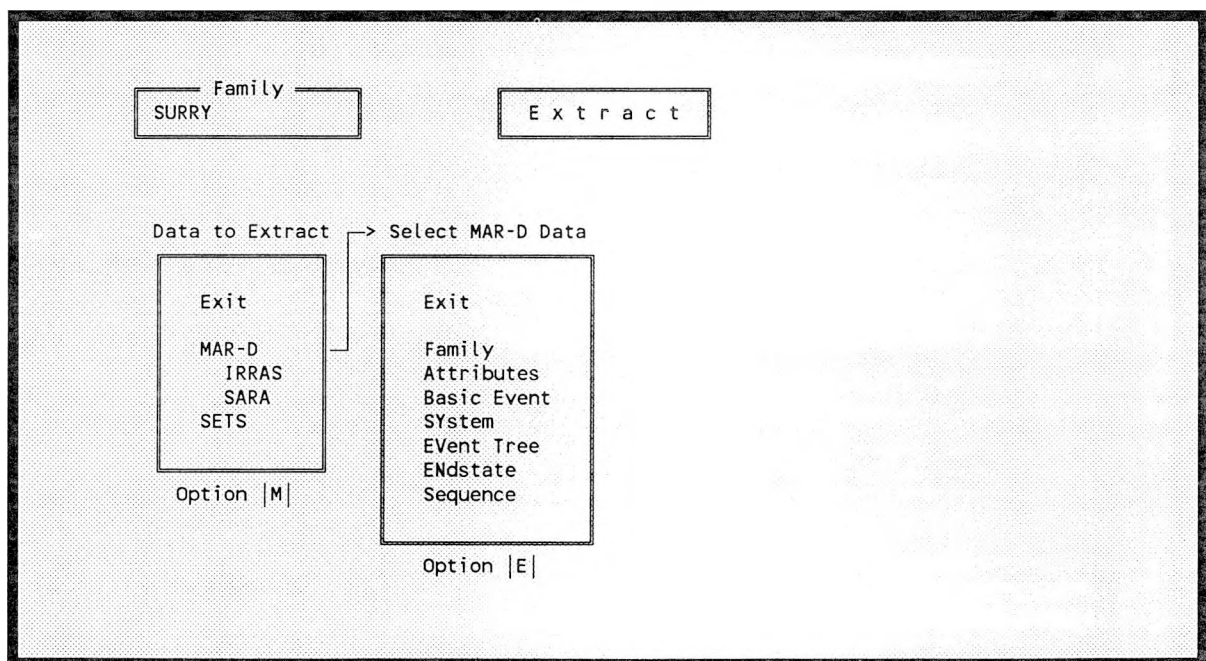 Family
SURRY
E x t r a c t
Data to Extract
Exit
MAR-D
IRRAS
SARA
SETS
Option |M|
> Select MAR-D Data
Exit
Family
Attributes
Basic Event
SYstem
EVent Tree
ENdstate
Sequence
Option |E|